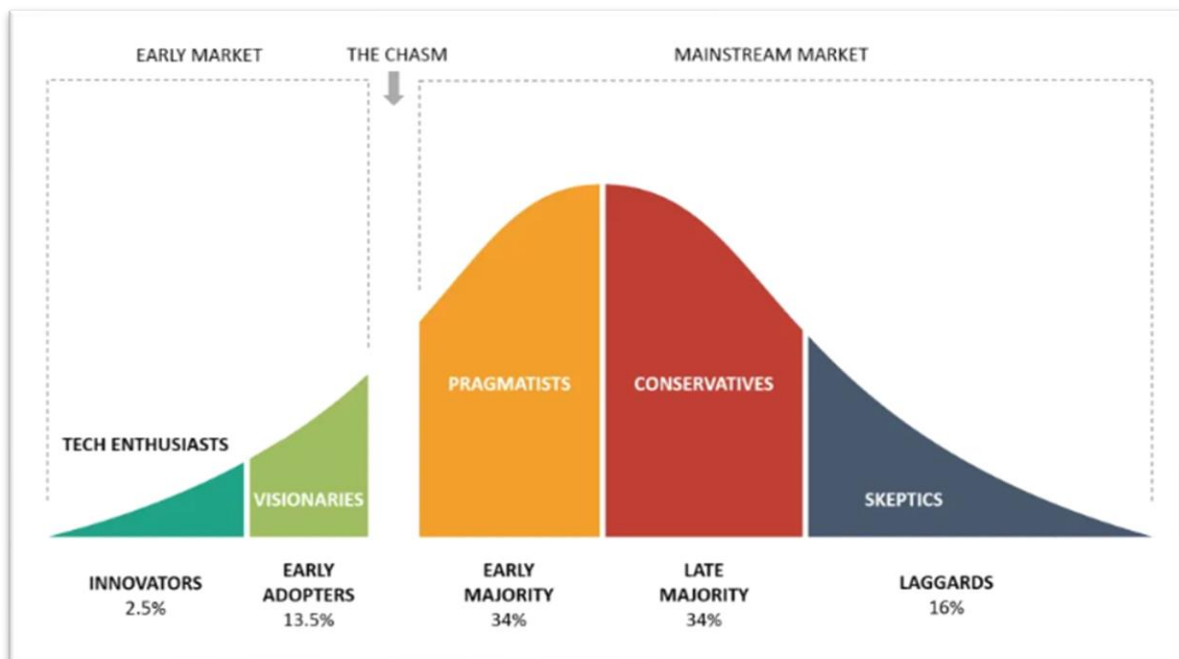 EARLY MARKET
THE CHASM
MAINSTREAM MARKET
TECH ENTHUSIASTS
VISIONARIES
PRAGMATISTS
CONSERVATIVES
SKEPTICS
INNOVATORS
2.5%
EARLY
ADOPTERS
13.5%
EARLY
MAJORITY
34%
LATE
MAJORITY
34%
LAGGARDS
16%